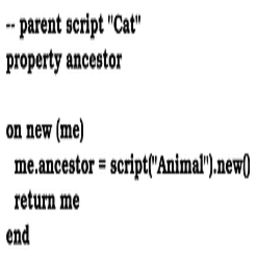 -- parent script "Cat"
property ancestor
on new (me)
me.ancestor = script("Animal").new()
return me
end